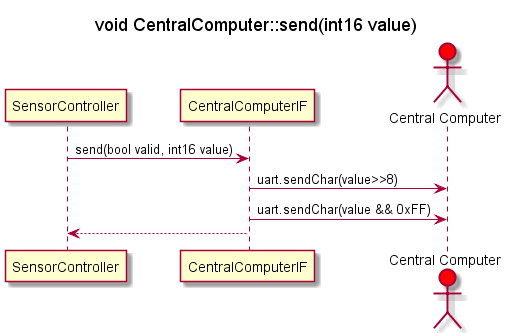 void CentralComputer::send(int16 value)
SensorController
CentralComputerIF
Central Computer
send(bool valid, int16 value)
uart.sendChar(value>>8)
uart.sendChar(value && 0xFF)
SensorController
CentralComputerIF
Central Computer